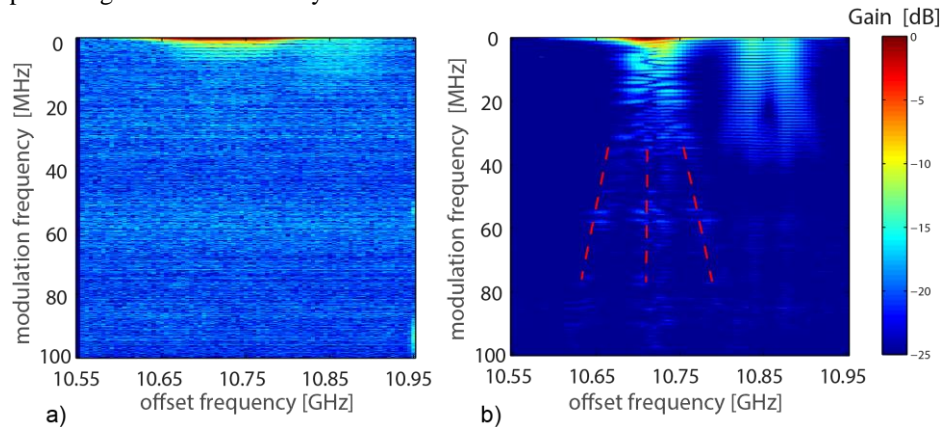 Gain [dB]
0
20
40
60
80
100
modulation frequency [MHz]
10.55 10.65 10.75 10.85 10.95
offset frequency [GHz]
a)
0
20
40
60
80
100
modulation frequency [MHz]
10.55 10.65 10.75 10.85 10.95
offset frequency [GHz]
b)
0
−5
−10
−15
−20
−25